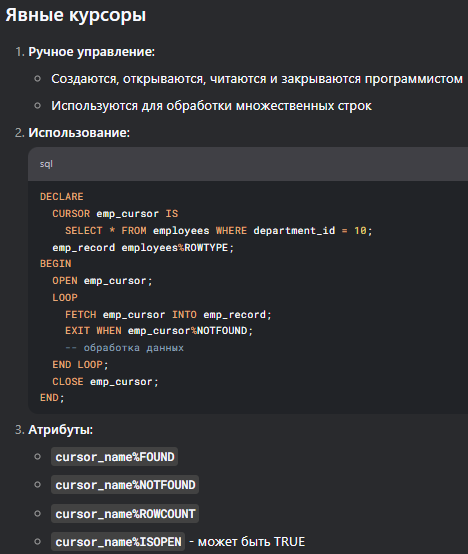 Явные курсоры
1. Ручное управление:
Создаются, открываются, читаются и закрываются программистом
Используются для обработки множественных строк
2. Использование:
sql
DECLARE
  CURSOR emp_cursor IS
    SELECT * FROM employees WHERE department_id = 10;
  emp_record employees%ROWTYPE;
BEGIN
  OPEN emp_cursor;
  LOOP
    FETCH emp_cursor INTO emp_record;
    EXIT WHEN emp_cursor%NOTFOUND;
    -- обработка данных
  END LOOP;
  CLOSE emp_cursor;
END;
3. Атрибуты:
cursor_name%FOUND
cursor_name%NOTFOUND
cursor_name%ROWCOUNT
cursor_name%ISOPEN - может быть TRUE